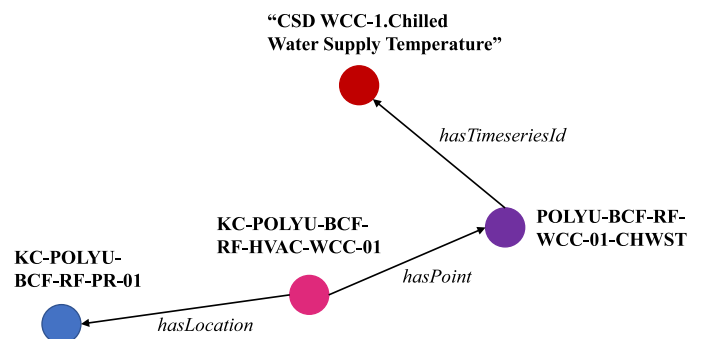 “CSD WCC-1.Chilled
Water Supply Temperature”
hasTimeseriesId
KC-POLYU-BCF-
RF-HVAC-WCC-01
POLYU-BCF-RF-
WCC-01-CHWST
KC-POLYU-
BCF-RF-PR-01
hasPoint
hasLocation